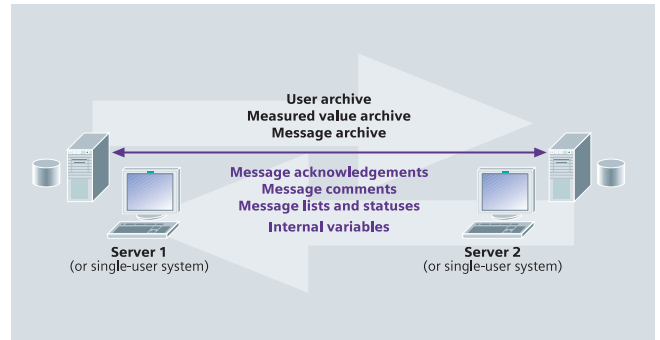 User archive
Measured value archive
Message archive
Message acknowledgements
Message comments
Message lists and statuses
Internal variables
Server 1
(or single-user system)
Server 2
(or single-user system)